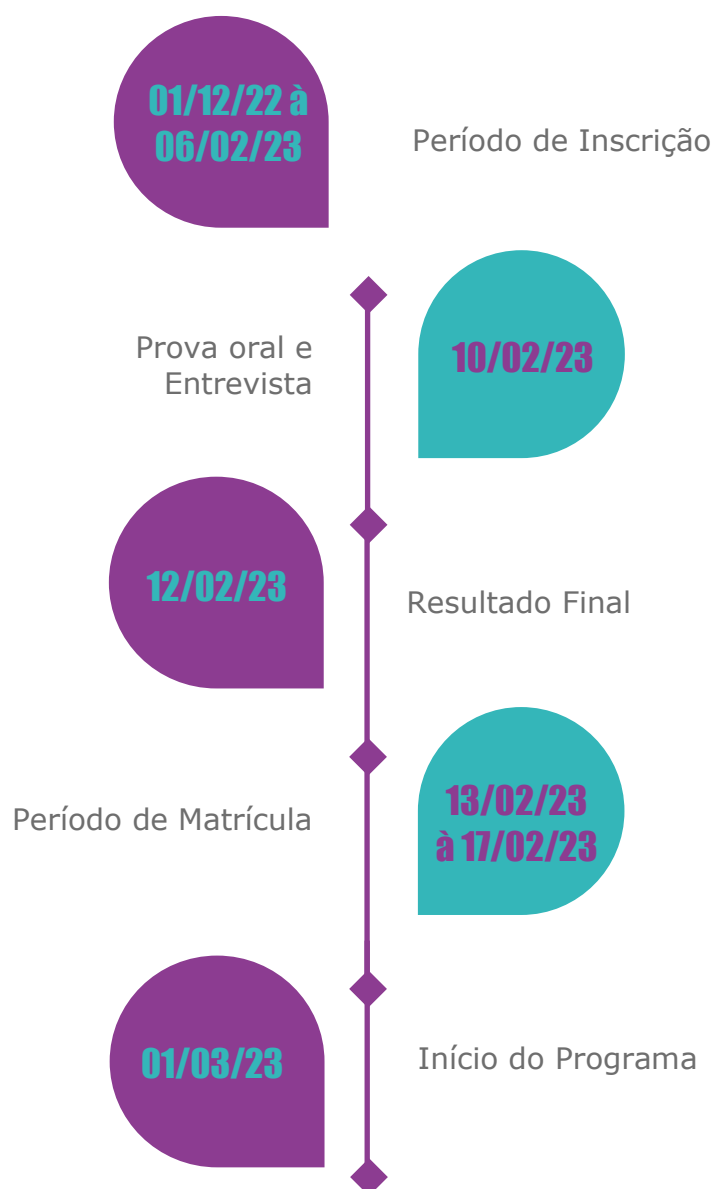 01/12/22 à
06/02/23
Período de Inscrição
Prova oral e
Entrevista
10/02/23
12/02/23
Resultado Final
Período de Matrícula
13/02/23
à 17/02/23
01/03/23
Início do Programa